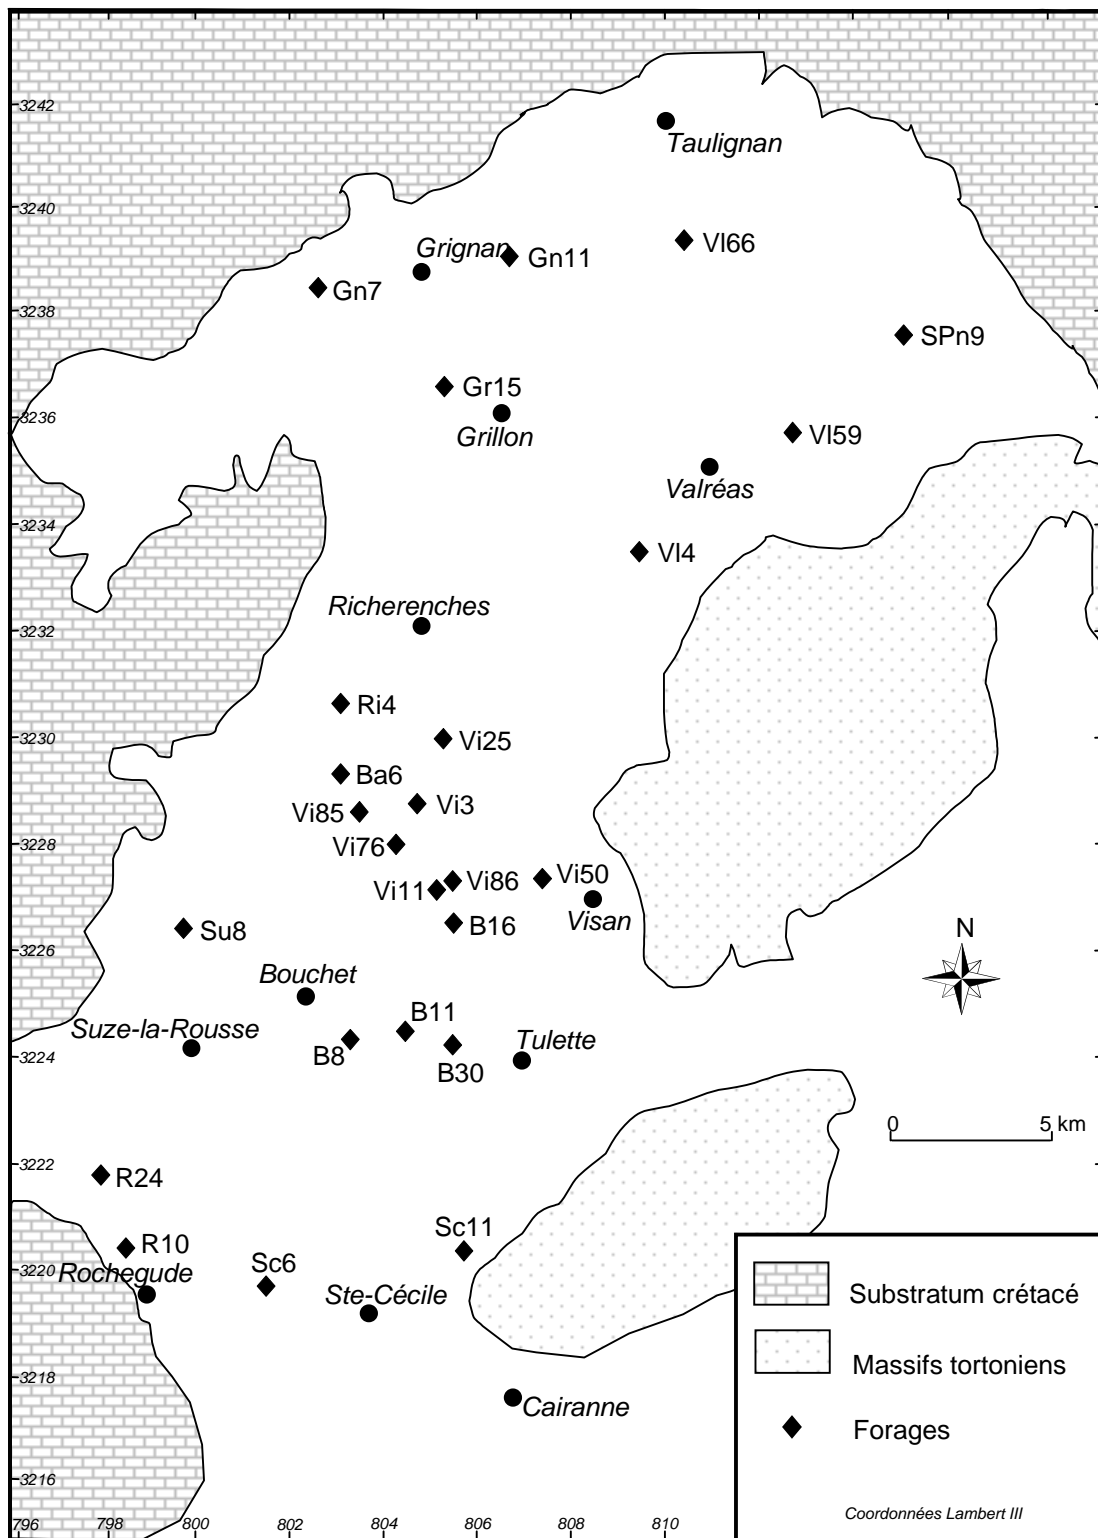 3242
Taulignan
3240
Grignan
Gn11
Vl66
Gn7
3238
SPn9
Gr15
3236
Grillon
Vl59
Valréas
3234
Vl4
Richerenches
3232
Ri4
3230
Vi25
Ba6
Vi3
Vi85
3228
Vi76
Vi11
Vi86
Vi50
Visan
B16
Su8
N
3226
Bouchet
Suze-la-Rousse
B11
Tulette
3224
B8
B30
0 5 km
3222
R24
Sc11
R10
3220
Rochegude
Sc6
Ste-Cécile
3218
Cairanne
3216
796 798 800 802 804 806 808 810
Substratum crétacé
Massifs tortoniens
Forages
Coordonnées Lambert III